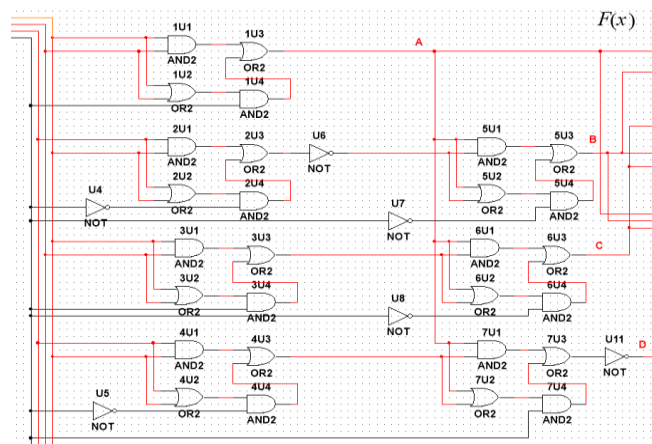 F(x)
1U1 1U3 A
AND2 OR2
1U2 1U4
OR2 AND2
2U1 2U3 U6 5U1 5U3 B
AND2 OR2 NOT AND2 OR2
2U2 2U4 5U2 5U4
U4 U7
OR2 AND2 OR2 AND2
NOT NOT
3U1 3U3 6U1 6U3 C
AND2 OR2 AND2 OR2
3U2 3U4 U8 6U2 6U4
OR2 AND2 NOT OR2 AND2
4U1 4U3 7U1 7U3 U11 D
AND2 OR2 AND2 OR2 NOT
4U2 4U4 7U2 7U4
U5
OR2 AND2 OR2 AND2
NOT